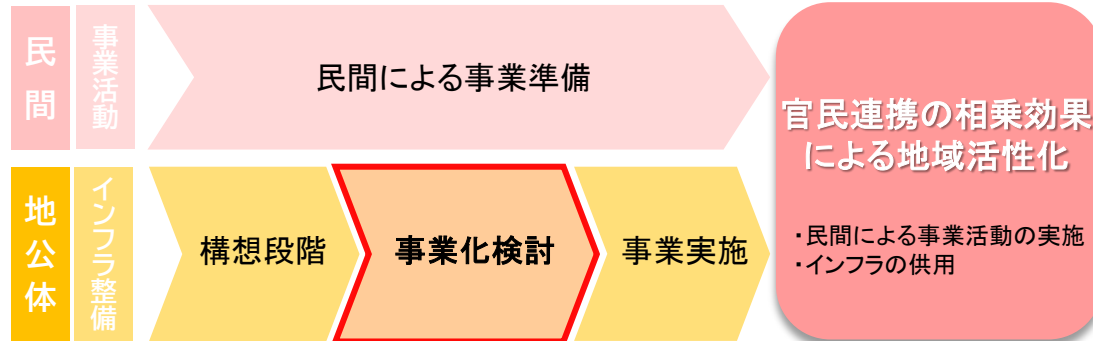 民間
事業活動
民間による事業準備
地公体
インフラ整備
構想段階
事業化検討
事業実施
官民連携の相乗効果
による地域活性化
・民間による事業活動の実施
・インフラの供用